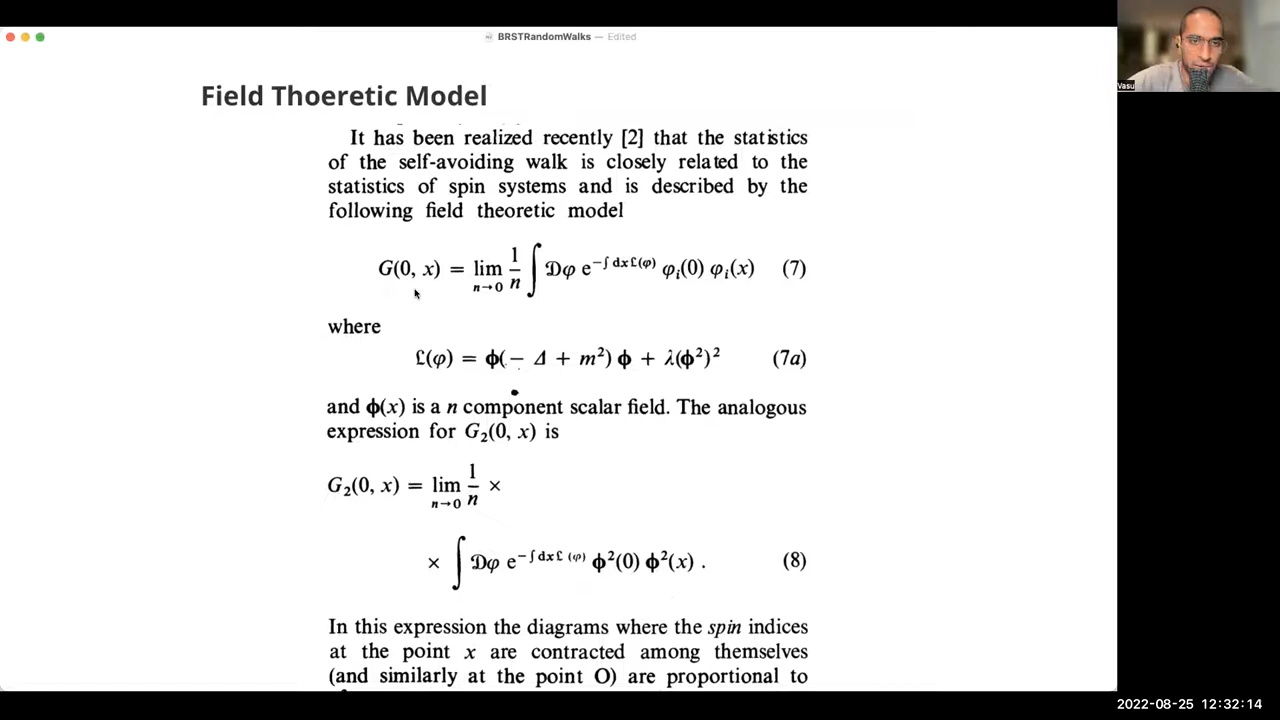 BRSTRandomWalks — Edited
Vasu
Field Thoeretic Model
It has been realized recently [2] that the statistics
of the self-avoiding walk is closely related to the
statistics of spin systems and is described by the
following field theoretic model
G(0, x) = lim_{n→0} 1/n ∫ 𝔇φ e^{−∫ dx£(φ)} φ_i(0) φ_i(x) (7)
where
£(φ) = ϕ(− Δ + m²) ϕ + λ(ϕ²)² (7a)
and ϕ(x) is a n component scalar field. The analogous
expression for G₂(0, x) is
G₂(0, x) = lim_{n→0} 1/n ×
× ∫ 𝔇φ e^{−∫ dx£(φ)} ϕ²(0) ϕ²(x) . (8)
In this expression the diagrams where the spin indices
at the point x are contracted among themselves
(and similarly at the point O) are proportional to
2022-08-25 12:32:14